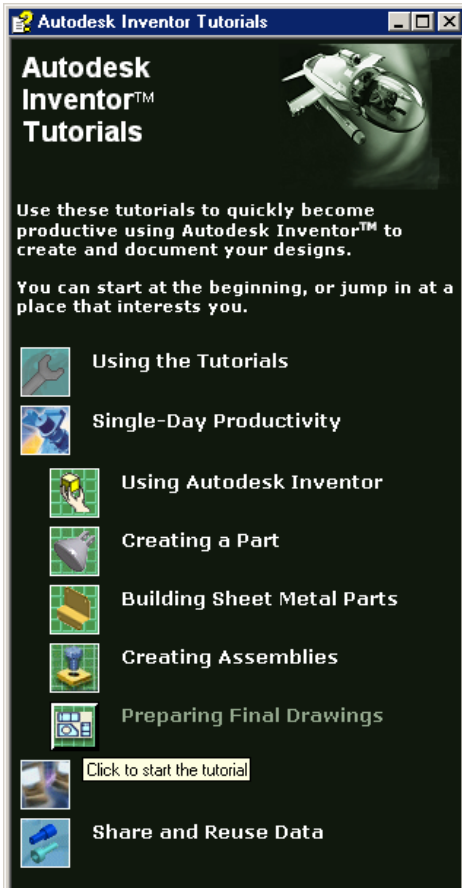 Autodesk Inventor Tutorials
Autodesk
Inventor™
Tutorials
Use these tutorials to quickly become
productive using Autodesk Inventor™ to
create and document your designs.
You can start at the beginning, or jump in at a
place that interests you.
Using the Tutorials
Single-Day Productivity
Using Autodesk Inventor
Creating a Part
Building Sheet Metal Parts
Creating Assemblies
Preparing Final Drawings
Click to start the tutorial
Share and Reuse Data